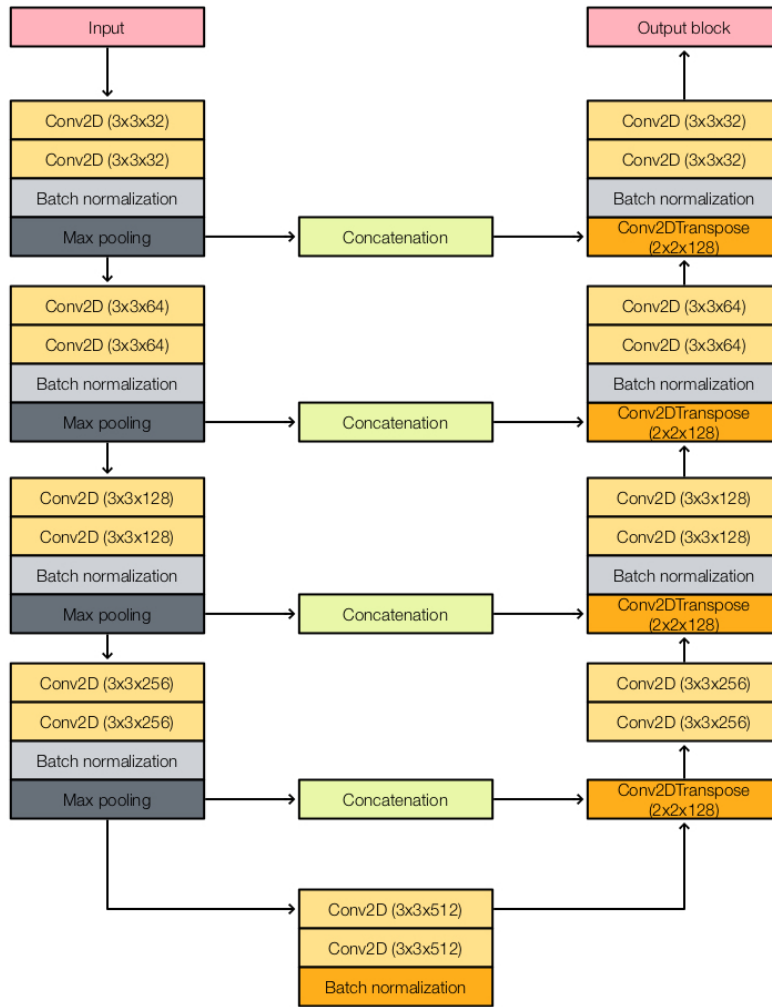 Input
Output block
Conv2D (3x3x32)
Conv2D (3x3x32)
Batch normalization
Max pooling
Concatenation
Conv2D (3x3x32)
Conv2D (3x3x32)
Batch normalization
Conv2DTranspose
(2x2x128)
Conv2D (3x3x64)
Conv2D (3x3x64)
Batch normalization
Max pooling
Concatenation
Conv2D (3x3x64)
Conv2D (3x3x64)
Batch normalization
Conv2DTranspose
(2x2x128)
Conv2D (3x3x128)
Conv2D (3x3x128)
Batch normalization
Max pooling
Concatenation
Conv2D (3x3x128)
Conv2D (3x3x128)
Batch normalization
Conv2DTranspose
(2x2x128)
Conv2D (3x3x256)
Conv2D (3x3x256)
Batch normalization
Max pooling
Concatenation
Conv2D (3x3x256)
Conv2D (3x3x256)
Conv2DTranspose
(2x2x128)
Conv2D (3x3x512)
Conv2D (3x3x512)
Batch normalization